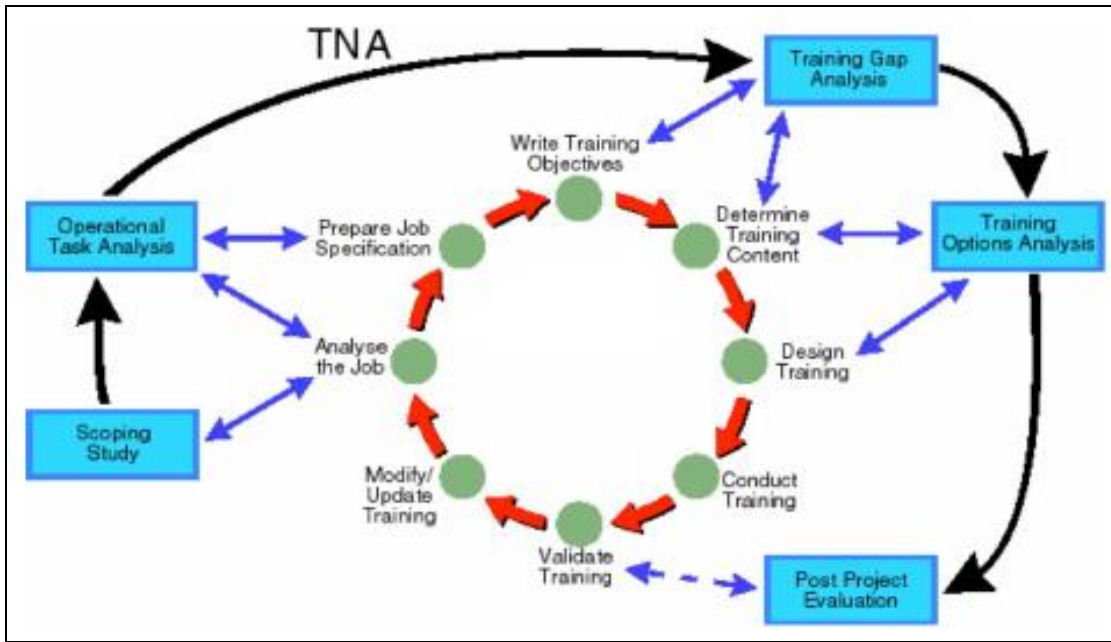 TNA
Training Gap
Analysis
Write Training
Objectives
Operational
Task Analysis
Prepare Job
Specification
Determine
Training
Content
Training
Options Analysis
Analyse
the Job
Design
Training
Scoping
Study
Modify/
Update
Training
Conduct
Training
Validate
Training
Post Project
Evaluation